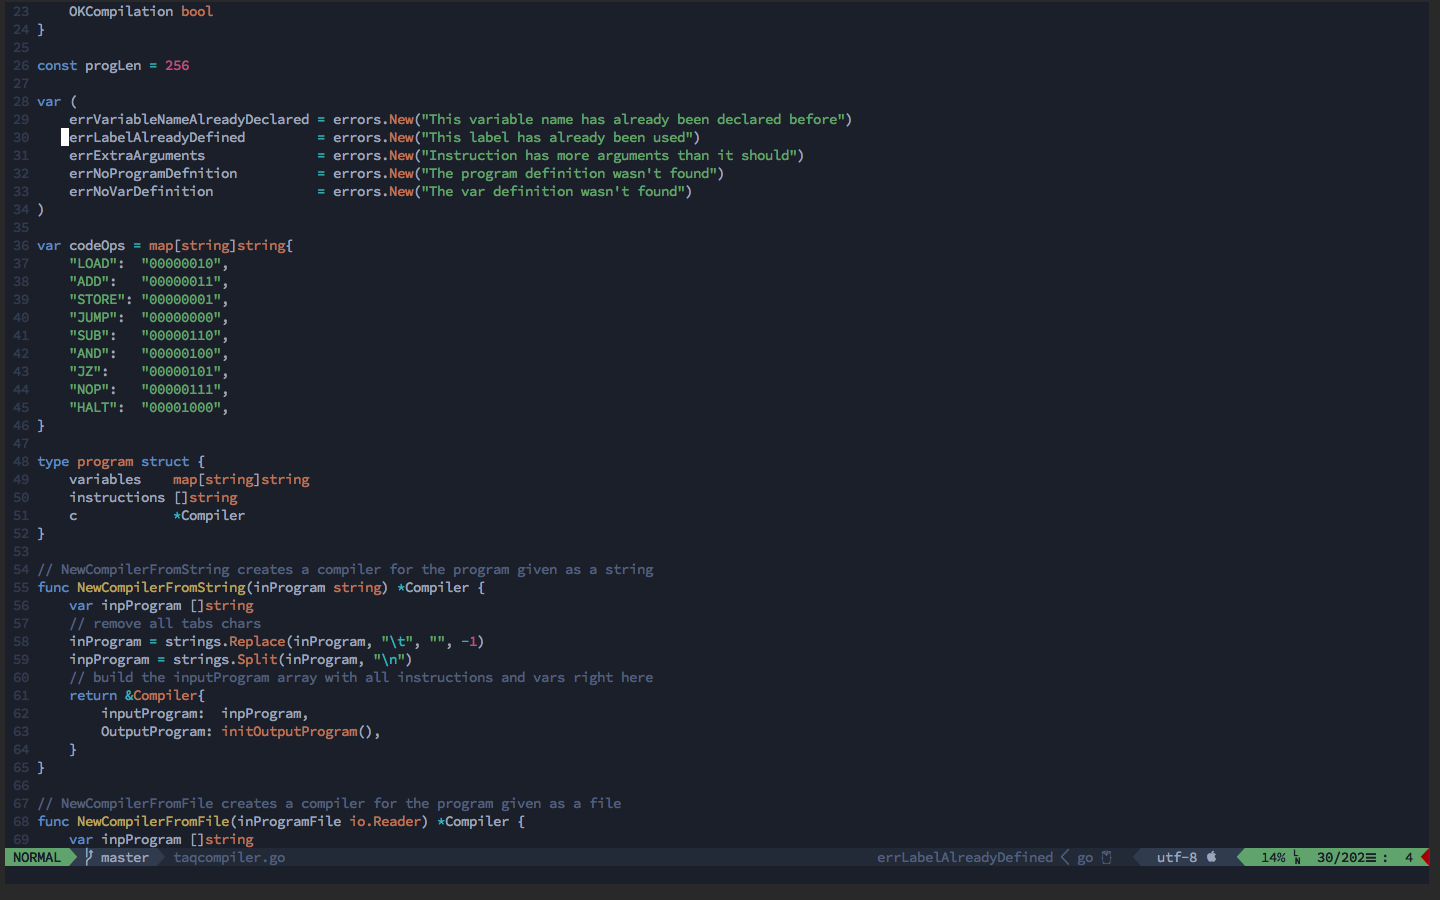 23     OKCompilation bool
24 }
25
26 const progLen = 256
27
28 var (
29     errVariableNameAlreadyDeclared = errors.New("This variable name has already been declared before")
30     errLabelAlreadyDefined         = errors.New("This label has already been used")
31     errExtraArguments              = errors.New("Instruction has more arguments than it should")
32     errNoProgramDefnition          = errors.New("The program definition wasn't found")
33     errNoVarDefinition             = errors.New("The var definition wasn't found")
34 )
35
36 var codeOps = map[string]string{
37     "LOAD":  "00000010",
38     "ADD":   "00000011",
39     "STORE": "00000001",
40     "JUMP":  "00000000",
41     "SUB":   "00000110",
42     "AND":   "00000100",
43     "JZ":    "00000101",
44     "NOP":   "00000111",
45     "HALT":  "00001000",
46 }
47
48 type program struct {
49     variables    map[string]string
50     instructions []string
51     c            *Compiler
52 }
53
54 // NewCompilerFromString creates a compiler for the program given as a string
55 func NewCompilerFromString(inProgram string) *Compiler {
56     var inpProgram []string
57     // remove all tabs chars
58     inProgram = strings.Replace(inProgram, "\t", "", -1)
59     inpProgram = strings.Split(inProgram, "\n")
60     // build the inputProgram array with all instructions and vars right here
61     return &Compiler{
62         inputProgram:  inpProgram,
63         OutputProgram: initOutputProgram(),
64     }
65 }
66
67 // NewCompilerFromFile creates a compiler for the program given as a file
68 func NewCompilerFromFile(inProgramFile io.Reader) *Compiler {
69     var inpProgram []string
NORMAL master taqcompiler.go errLabelAlreadyDefined go utf-8 14% LN 30/202☰ : 4